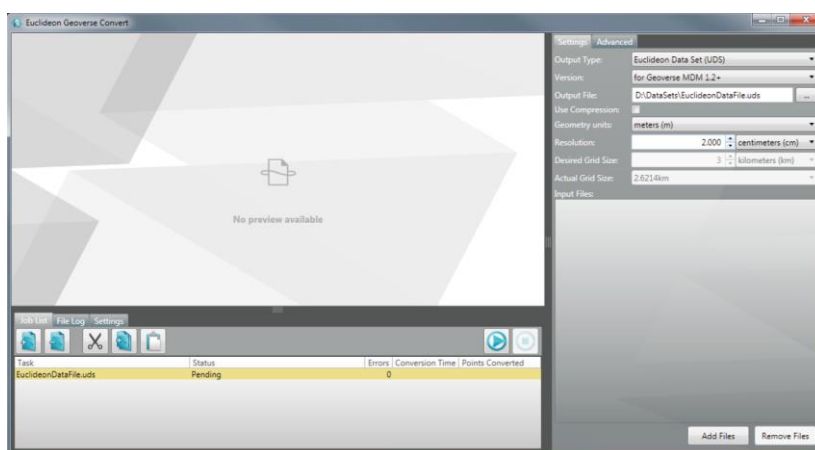 Euclideon Geoverse Convert
No preview available
Job List File Log Settings
Task Status Errors Conversion Time Points Converted
EuclideonDataFile.uds Pending 0
Settings Advanced
Output Type: Euclideon Data Set (UDS)
Version: for Geoverse MDM 1.2+
Output File: D:\DataSets\EuclideonDataFile.uds ...
Use Compression:
Geometry units: meters (m)
Resolution: 2.000 centimeters (cm)
Desired Grid Size: 3 kilometers (km)
Actual Grid Size: 2.6214km
Input Files:
Add Files Remove Files